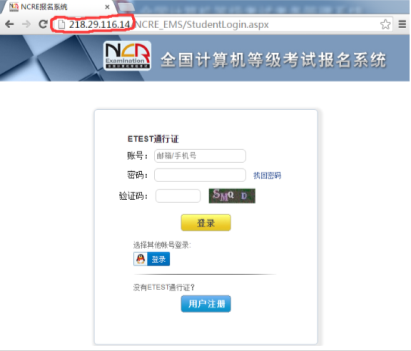 NCRE报名系统
218.29.116.14/NCRE_EMS/StudentLogin.aspx
NCR
Examination
全国计算机等级考试报名系统
ETEST通行证
账号： 邮箱/手机号
密码： 找回密码
验证码： SMQ D
登录
选择其他帐号登录:
登录
没有ETEST通行证?
用户注册